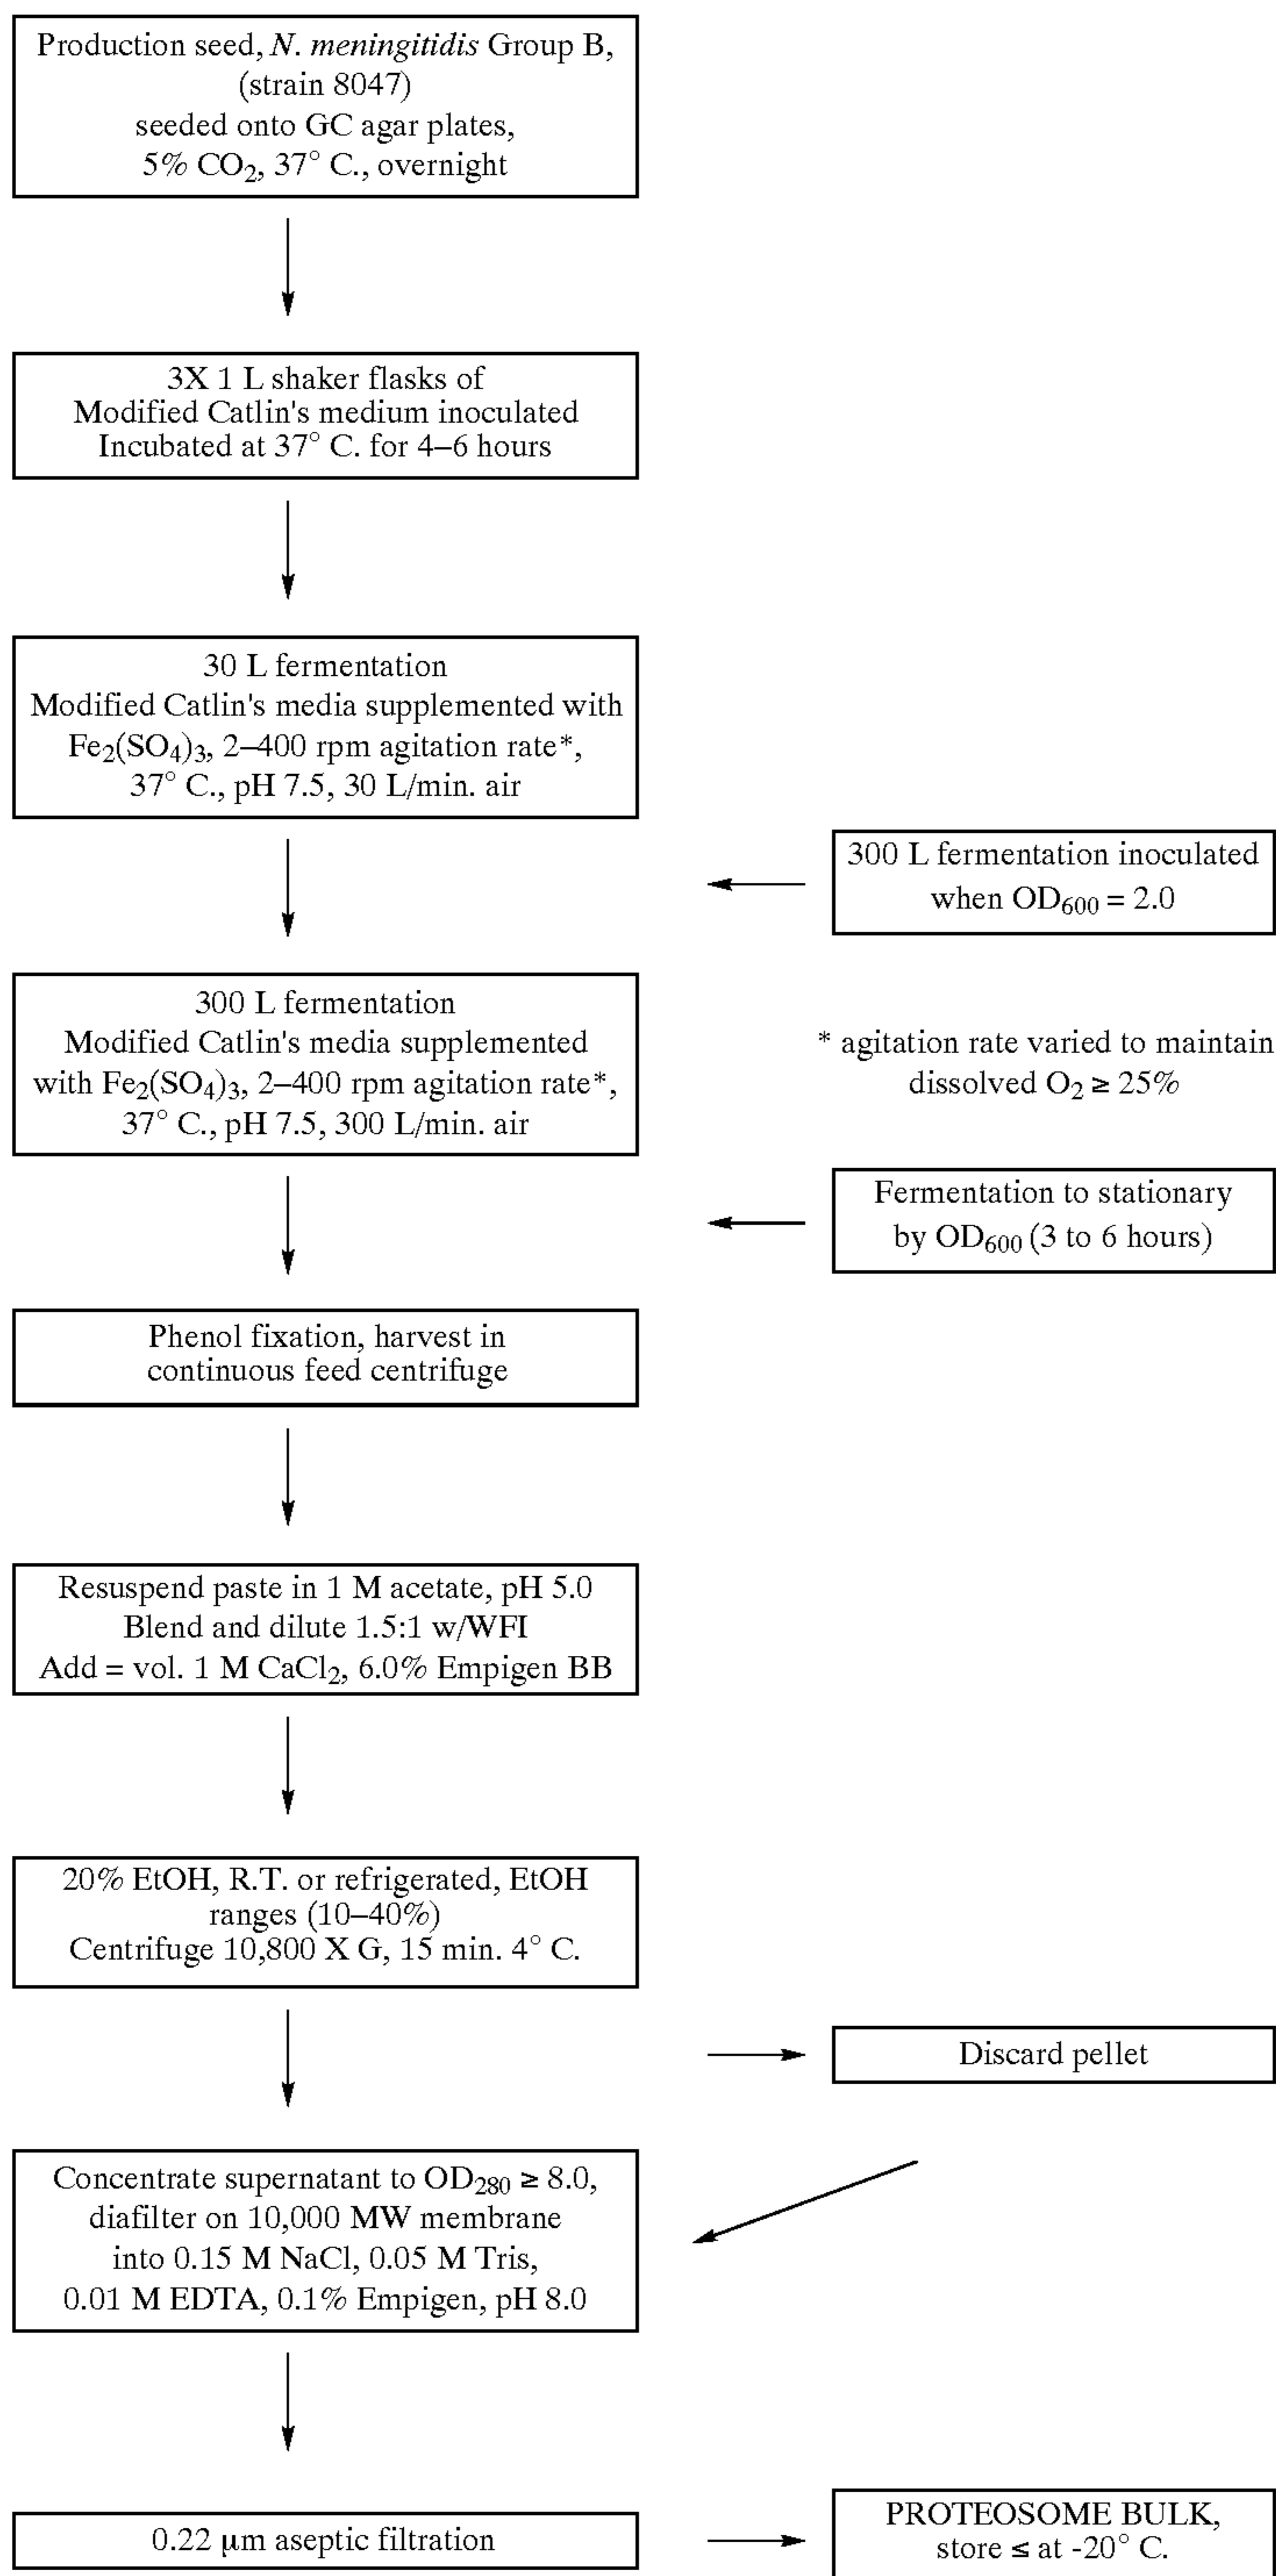 Production seed, N. meningitidis Group B,
(strain 8047)
seeded onto GC agar plates,
5% CO₂, 37° C., overnight
3X 1 L shaker flasks of
Modified Catlin's medium inoculated
Incubated at 37° C. for 4–6 hours
30 L fermentation
Modified Catlin's media supplemented with
Fe₂(SO₄)₃, 2–400 rpm agitation rate*,
37° C., pH 7.5, 30 L/min. air
300 L fermentation inoculated
when OD₆₀₀ = 2.0
300 L fermentation
Modified Catlin's media supplemented
with Fe₂(SO₄)₃, 2–400 rpm agitation rate*,
37° C., pH 7.5, 300 L/min. air
* agitation rate varied to maintain
dissolved O₂ ≥ 25%
Fermentation to stationary
by OD₆₀₀ (3 to 6 hours)
Phenol fixation, harvest in
continuous feed centrifuge
Resuspend paste in 1 M acetate, pH 5.0
Blend and dilute 1.5:1 w/WFI
Add = vol. 1 M CaCl₂, 6.0% Empigen BB
20% EtOH, R.T. or refrigerated, EtOH
ranges (10–40%)
Centrifuge 10,800 X G, 15 min. 4° C.
Discard pellet
Concentrate supernatant to OD₂₈₀ ≥ 8.0,
diafilter on 10,000 MW membrane
into 0.15 M NaCl, 0.05 M Tris,
0.01 M EDTA, 0.1% Empigen, pH 8.0
0.22 μm aseptic filtration
PROTEOSOME BULK,
store ≤ at -20° C.